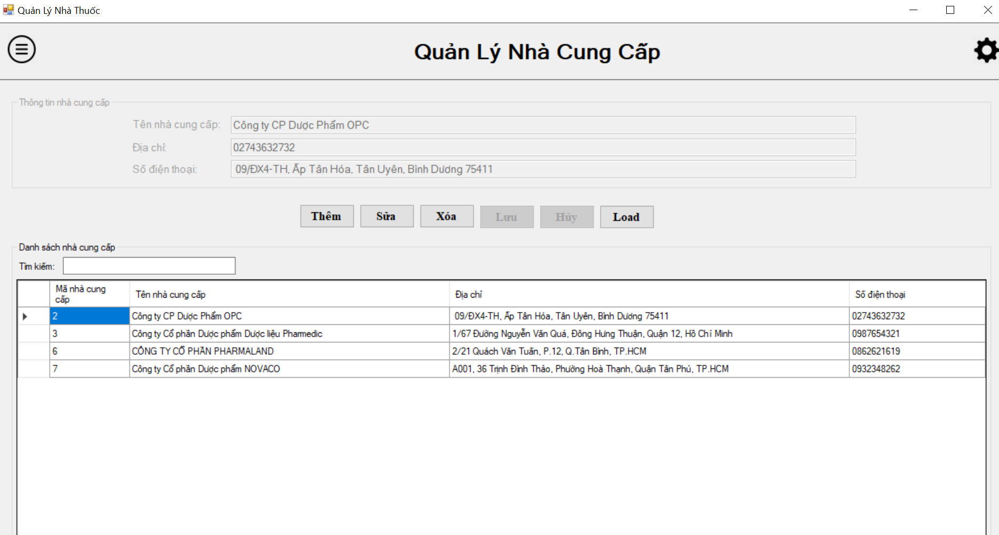 Quản Lý Nhà Thuốc
Quản Lý Nhà Cung Cấp
Thông tin nhà cung cấp
Tên nhà cung cấp: Công ty CP Dược Phẩm OPC
Địa chỉ: 02743632732
Số điện thoại: 09/ĐX4-TH, Ấp Tân Hóa, Tân Uyên, Bình Dương 75411
Thêm Sửa Xóa Lưu Hủy Load
Danh sách nhà cung cấp
Tìm kiếm:
Mã nhà cung cấp Tên nhà cung cấp Địa chỉ Số điện thoại
2 Công ty CP Dược Phẩm OPC 09/ĐX4-TH, Ấp Tân Hóa, Tân Uyên, Bình Dương 75411 02743632732
3 Công ty Cổ phần Dược phẩm Dược liệu Pharmedic 1/67 Đường Nguyễn Văn Quá, Đông Hưng Thuận, Quận 12, Hồ Chí Minh 0987654321
6 CÔNG TY CỔ PHẦN PHARMALAND 2/21 Quách Văn Tuấn, P.12, Q.Tân Bình, TP.HCM 0862621619
7 Công ty Cổ phần Dược phẩm NOVACO A001, 36 Trịnh Đình Thảo, Phường Hoà Thạnh, Quận Tân Phú, TP.HCM 0932348262